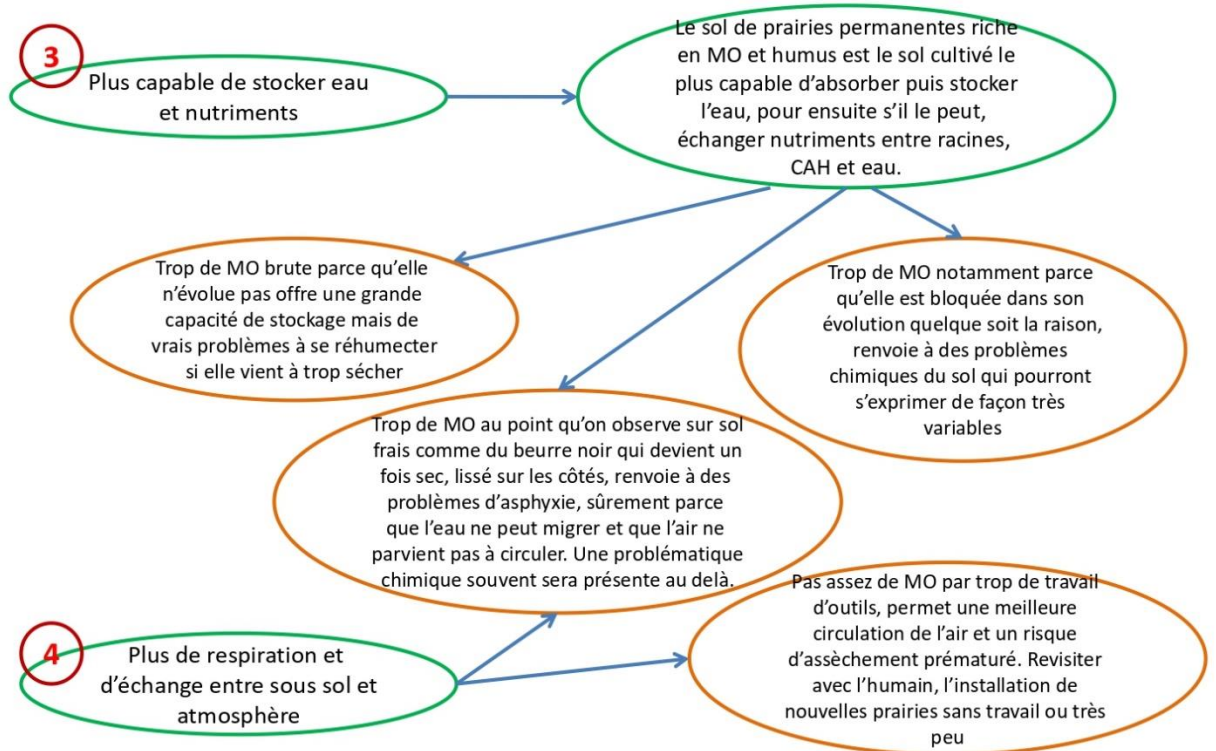 3
Plus capable de stocker eau
et nutriments
Le sol de prairies permanentes riche
en MO et humus est le sol cultivé le
plus capable d'absorber puis stocker
l'eau, pour ensuite s'il le peut,
échanger nutriments entre racines,
CAH et eau.
Trop de MO brute parce qu'elle
n'évolue pas offre une grande
capacité de stockage mais de
vrais problèmes à se réhumecter
si elle vient à trop sécher
Trop de MO notamment parce
qu'elle est bloquée dans son
évolution quelque soit la raison,
renvoie à des problèmes
chimiques du sol qui pourront
s'exprimer de façon très
variables
Trop de MO au point qu'on observe sur sol
frais comme du beurre noir qui devient un
fois sec, lissé sur les côtés, renvoie à des
problèmes d'asphyxie, sûrement parce
que l'eau ne peut migrer et que l'air ne
parvient pas à circuler. Une problématique
chimique souvent sera présente au delà.
4
Plus de respiration et
d'échange entre sous sol et
atmosphère
Pas assez de MO par trop de travail
d'outils, permet une meilleure
circulation de l'air et un risque
d'assèchement prématuré. Revisiter
avec l'humain, l'installation de
nouvelles prairies sans travail ou très
peu